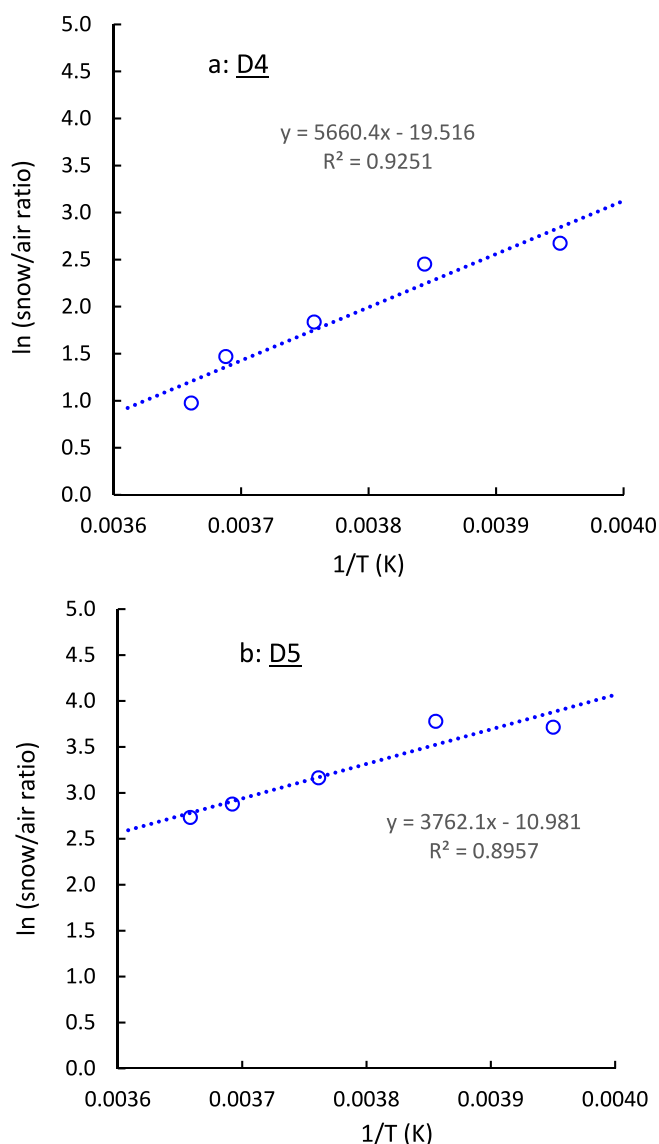 5.0
a: D4
4.5
4.0
y = 5660.4x - 19.516
R² = 0.9251
3.5
3.0
2.5
2.0
1.5
1.0
0.5
0.0
ln (snow/air ratio)
0.0036 0.0037 0.0038 0.0039 0.0040
1/T (K)
5.0
b: D5
4.5
4.0
3.5
3.0
y = 3762.1x - 10.981
R² = 0.8957
2.5
2.0
1.5
1.0
0.5
0.0
ln (snow/air ratio)
0.0036 0.0037 0.0038 0.0039 0.0040
1/T (K)